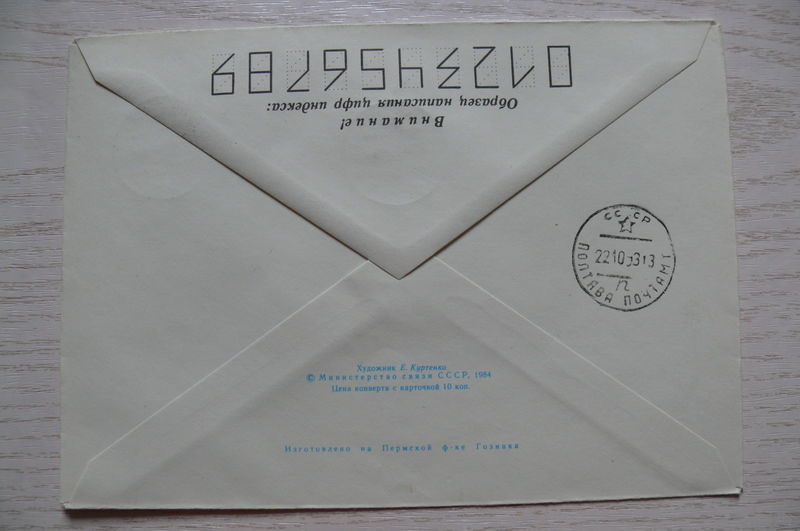 Внимание!
Образец написания цифр индекса:
0123456789
СССР
22.10.93 13
П
ПОЛТАВА ПОЧТАМТ
Художник Е. Куртенко
© Министерство связи СССР, 1984
Цена конверта с карточкой 10 коп.
Изготовлено на Пермской ф-ке Гознака